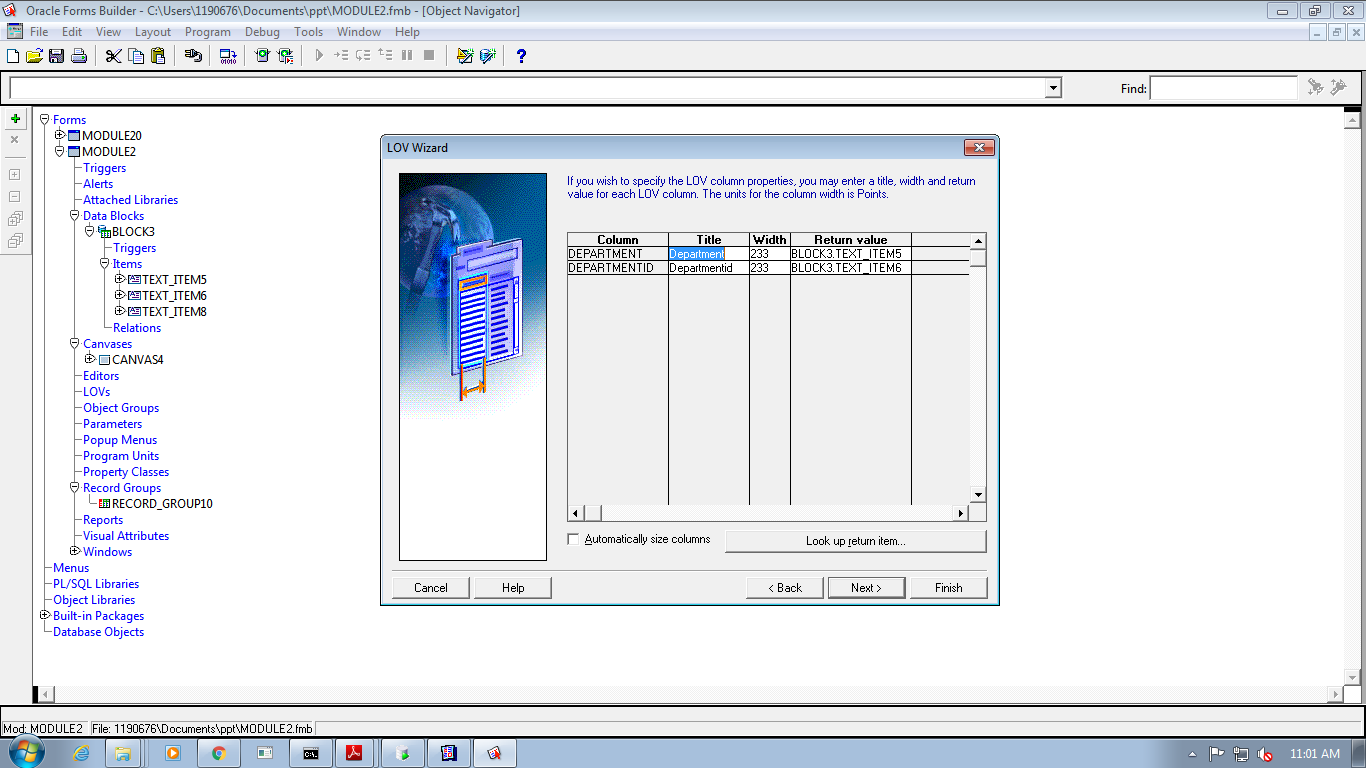 Oracle Forms Builder - C:\Users\1190676\Documents\ppt\MODULE2.fmb - [Object Navigator]
File Edit View Layout Program Debug Tools Window Help
Find:
Forms
MODULE20
MODULE2
Triggers
Alerts
Attached Libraries
Data Blocks
BLOCK3
Triggers
Items
TEXT_ITEM5
TEXT_ITEM6
TEXT_ITEM8
Relations
Canvases
CANVAS4
Editors
LOVs
Object Groups
Parameters
Popup Menus
Program Units
Property Classes
Record Groups
RECORD_GROUP10
Reports
Visual Attributes
Windows
Menus
PL/SQL Libraries
Object Libraries
Built-in Packages
Database Objects
LOV Wizard
If you wish to specify the LOV column properties, you may enter a title, width and return
value for each LOV column. The units for the column width is Points.
Column Title Width Return value
DEPARTMENT Department 233 BLOCK3.TEXT_ITEM5
DEPARTMENTID Departmentid 233 BLOCK3.TEXT_ITEM6
Automatically size columns Look up return item...
Cancel Help < Back Next > Finish
Mod: MODULE2 File: 1190676\Documents\ppt\MODULE2.fmb
11:01 AM